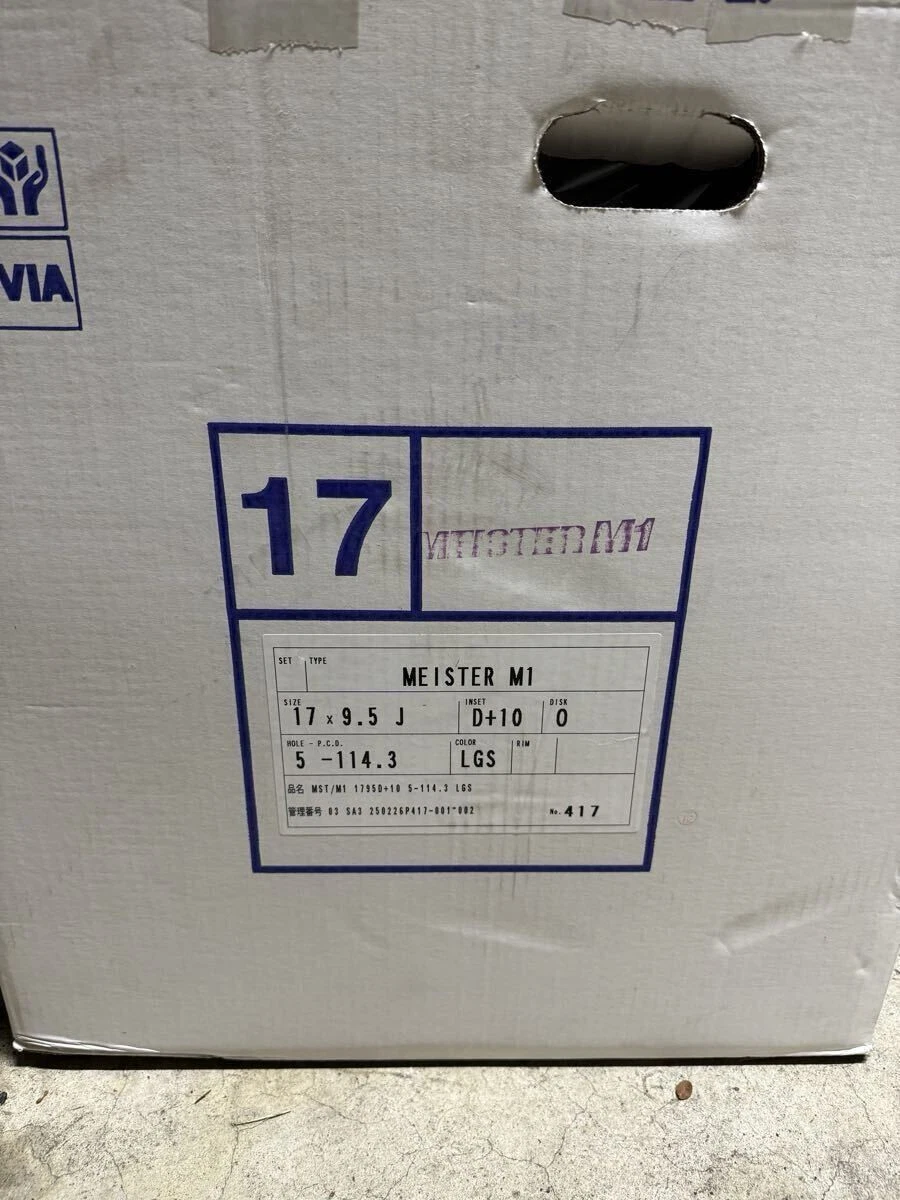 VIA
17
MEISTER M1
SET TYPE
MEISTER M1
SIZE INSET DISK
17 x 9.5 J D+10 O
HOLE - P.C.D. COLOR RIM
5 -114.3 LGS
品名 MST/M1 1795D+10 5-114.3 LGS
管理番号 03 SA3 250226P417-001~002 No. 417